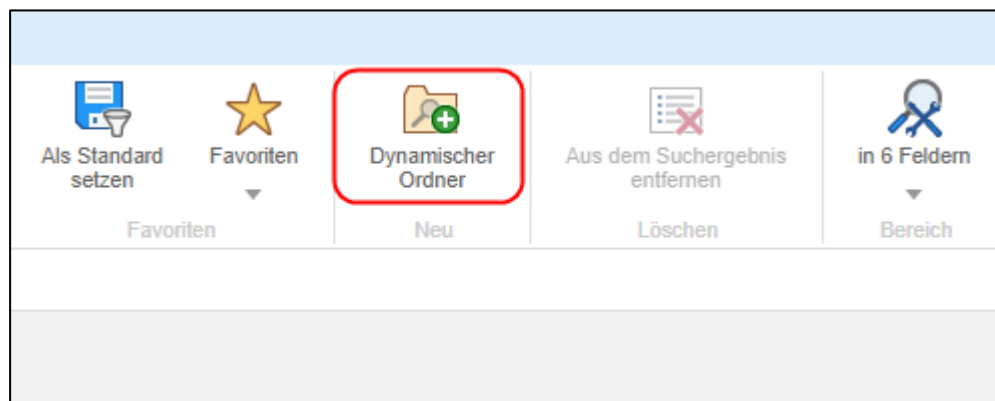 Als Standard
setzen
Favoriten
Favoriten
Dynamischer
Ordner
Neu
Aus dem Suchergebnis
entfernen
Löschen
in 6 Feldern
Bereich